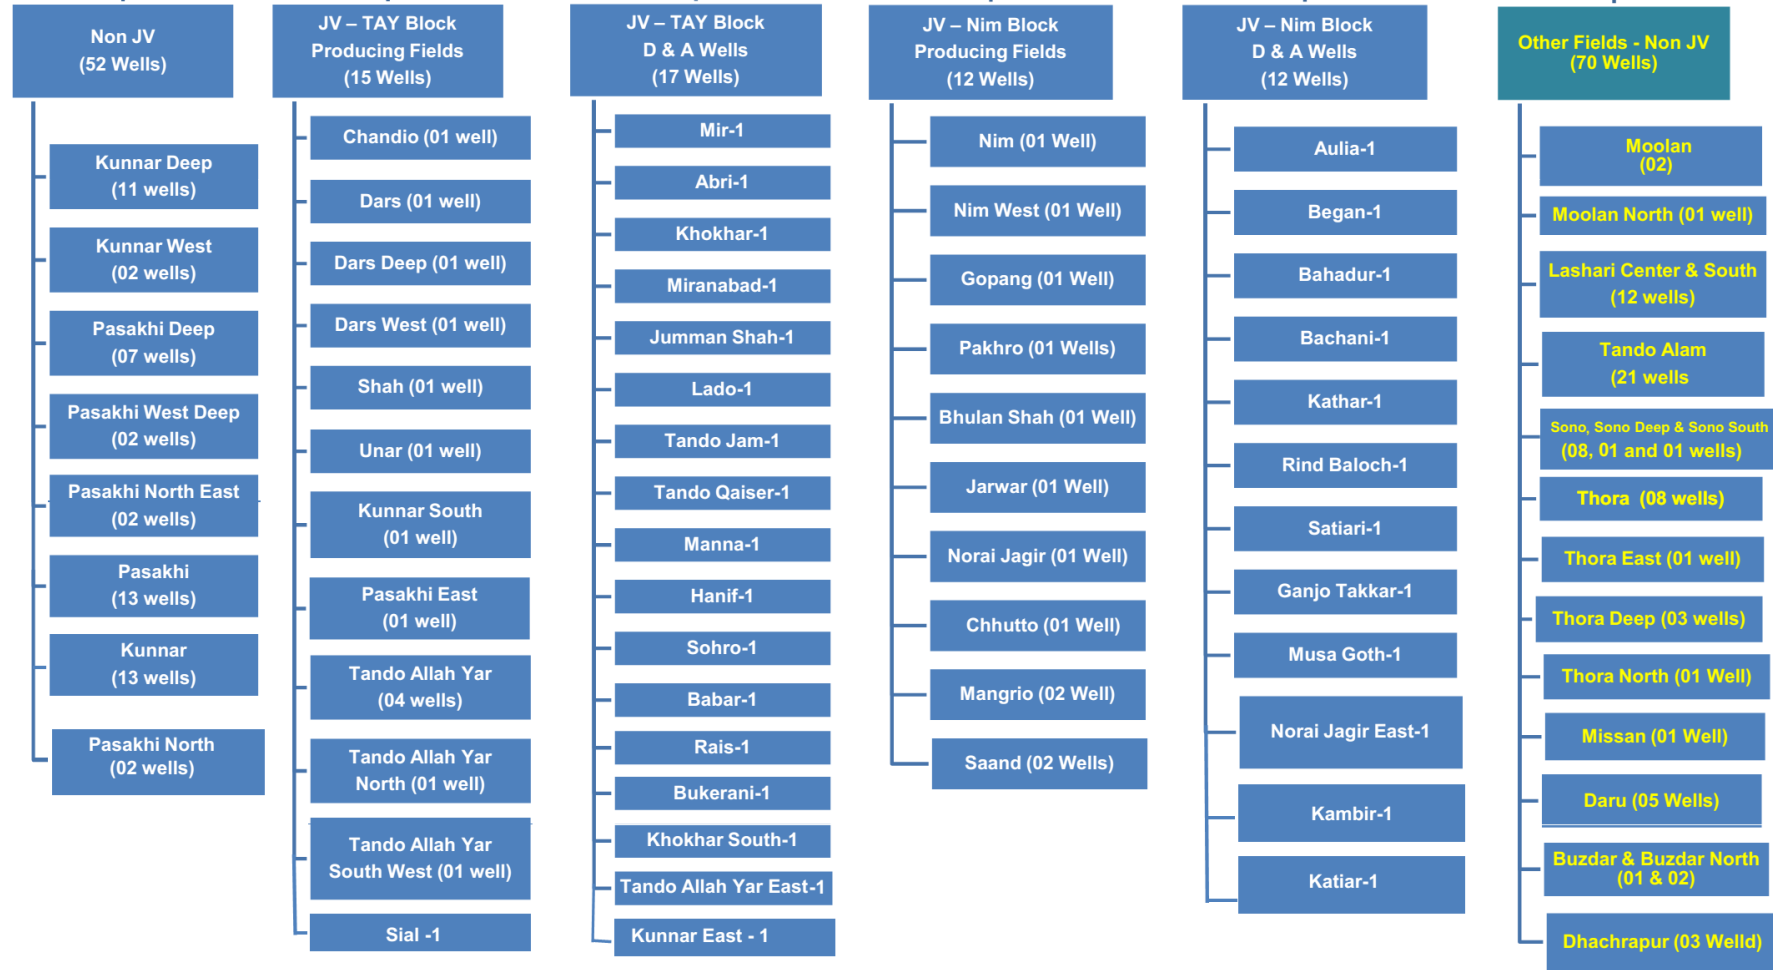 Non JV
(52 Wells)
Kunnar Deep
(11 wells)
Kunnar West
(02 wells)
Pasakhi Deep
(07 wells)
Pasakhi West Deep
(02 wells)
Pasakhi North East
(02 wells)
Pasakhi
(13 wells)
Kunnar
(13 wells)
Pasakhi North
(02 wells)
JV – TAY Block
Producing Fields
(15 Wells)
Chandio (01 well)
Dars (01 well)
Dars Deep (01 well)
Dars West (01 well)
Shah (01 well)
Unar (01 well)
Kunnar South
(01 well)
Pasakhi East
(01 well)
Tando Allah Yar
(04 wells)
Tando Allah Yar
North (01 well)
Tando Allah Yar
South West (01 well)
Sial -1
JV – TAY Block
D & A Wells
(17 Wells)
Mir-1
Abri-1
Khokhar-1
Miranabad-1
Jumman Shah-1
Lado-1
Tando Jam-1
Tando Qaiser-1
Manna-1
Hanif-1
Sohro-1
Babar-1
Rais-1
Bukerani-1
Khokhar South-1
Tando Allah Yar East-1
Kunnar East - 1
JV – Nim Block
Producing Fields
(12 Wells)
Nim (01 Well)
Nim West (01 Well)
Gopang (01 Well)
Pakhro (01 Wells)
Bhulan Shah (01 Well)
Jarwar (01 Well)
Norai Jagir (01 Well)
Chhutto (01 Well)
Mangrio (02 Well)
Saand (02 Wells)
JV – Nim Block
D & A Wells
(12 Wells)
Aulia-1
Began-1
Bahadur-1
Bachani-1
Kathar-1
Rind Baloch-1
Satiari-1
Ganjo Takkar-1
Musa Goth-1
Norai Jagir East-1
Kambir-1
Katiar-1
Other Fields - Non JV
(70 Wells)
Moolan
(02)
Moolan North (01 well)
Lashari Center & South
(12 wells)
Tando Alam
(21 wells
Sono, Sono Deep & Sono South
(08, 01 and 01 wells)
Thora  (08 wells)
Thora East (01 well)
Thora Deep (03 wells)
Thora North (01 Well)
Missan (01 Well)
Daru (05 Wells)
Buzdar & Buzdar North
(01 & 02)
Dhachrapur (03 Welld)